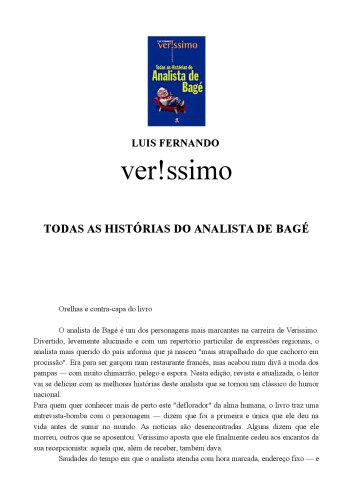 LUIS FERNANDO
ver!ssimo
Todas as Histórias do
Analista de
Bagé
LUIS FERNANDO
ver!ssimo
TODAS AS HISTÓRIAS DO ANALISTA DE BAGÉ
Orelhas e contra-capa do livro
O analista de Bagé é um dos personagens mais marcantes na carreira de Verissimo.
Divertido, levemente alucinado e com um repertório particular de expressões regionais, o
analista mais querido do país informa que já nasceu "mais atrapalhado do que cachorro em
procissão". Era para ser garçom num restaurante francês, mas acabou num divã à moda dos
pampas — com muito chimarrão, pelego e espora. Nesta edição, revista e atualizada, o leitor
vai se deliciar com as melhores histórias deste analista que se tornou um clássico do humor
nacional.
Para quem quer conhecer mais de perto este "deflorador" da alma humana, o livro traz uma
entrevista-bomba com o personagem — dizem que foi a primeira e única que ele deu na
vida antes de sumir no mundo. As notícias são desencontradas. Alguns dizem que ele
morreu, outros que se aposentou. Verissimo aposta que ele finalmente cedeu aos encantos da
sua recepcionista: aquela que, além de receber, também dava.
Saudades do tempo em que o analista atendia com hora marcada, endereço fixo — e